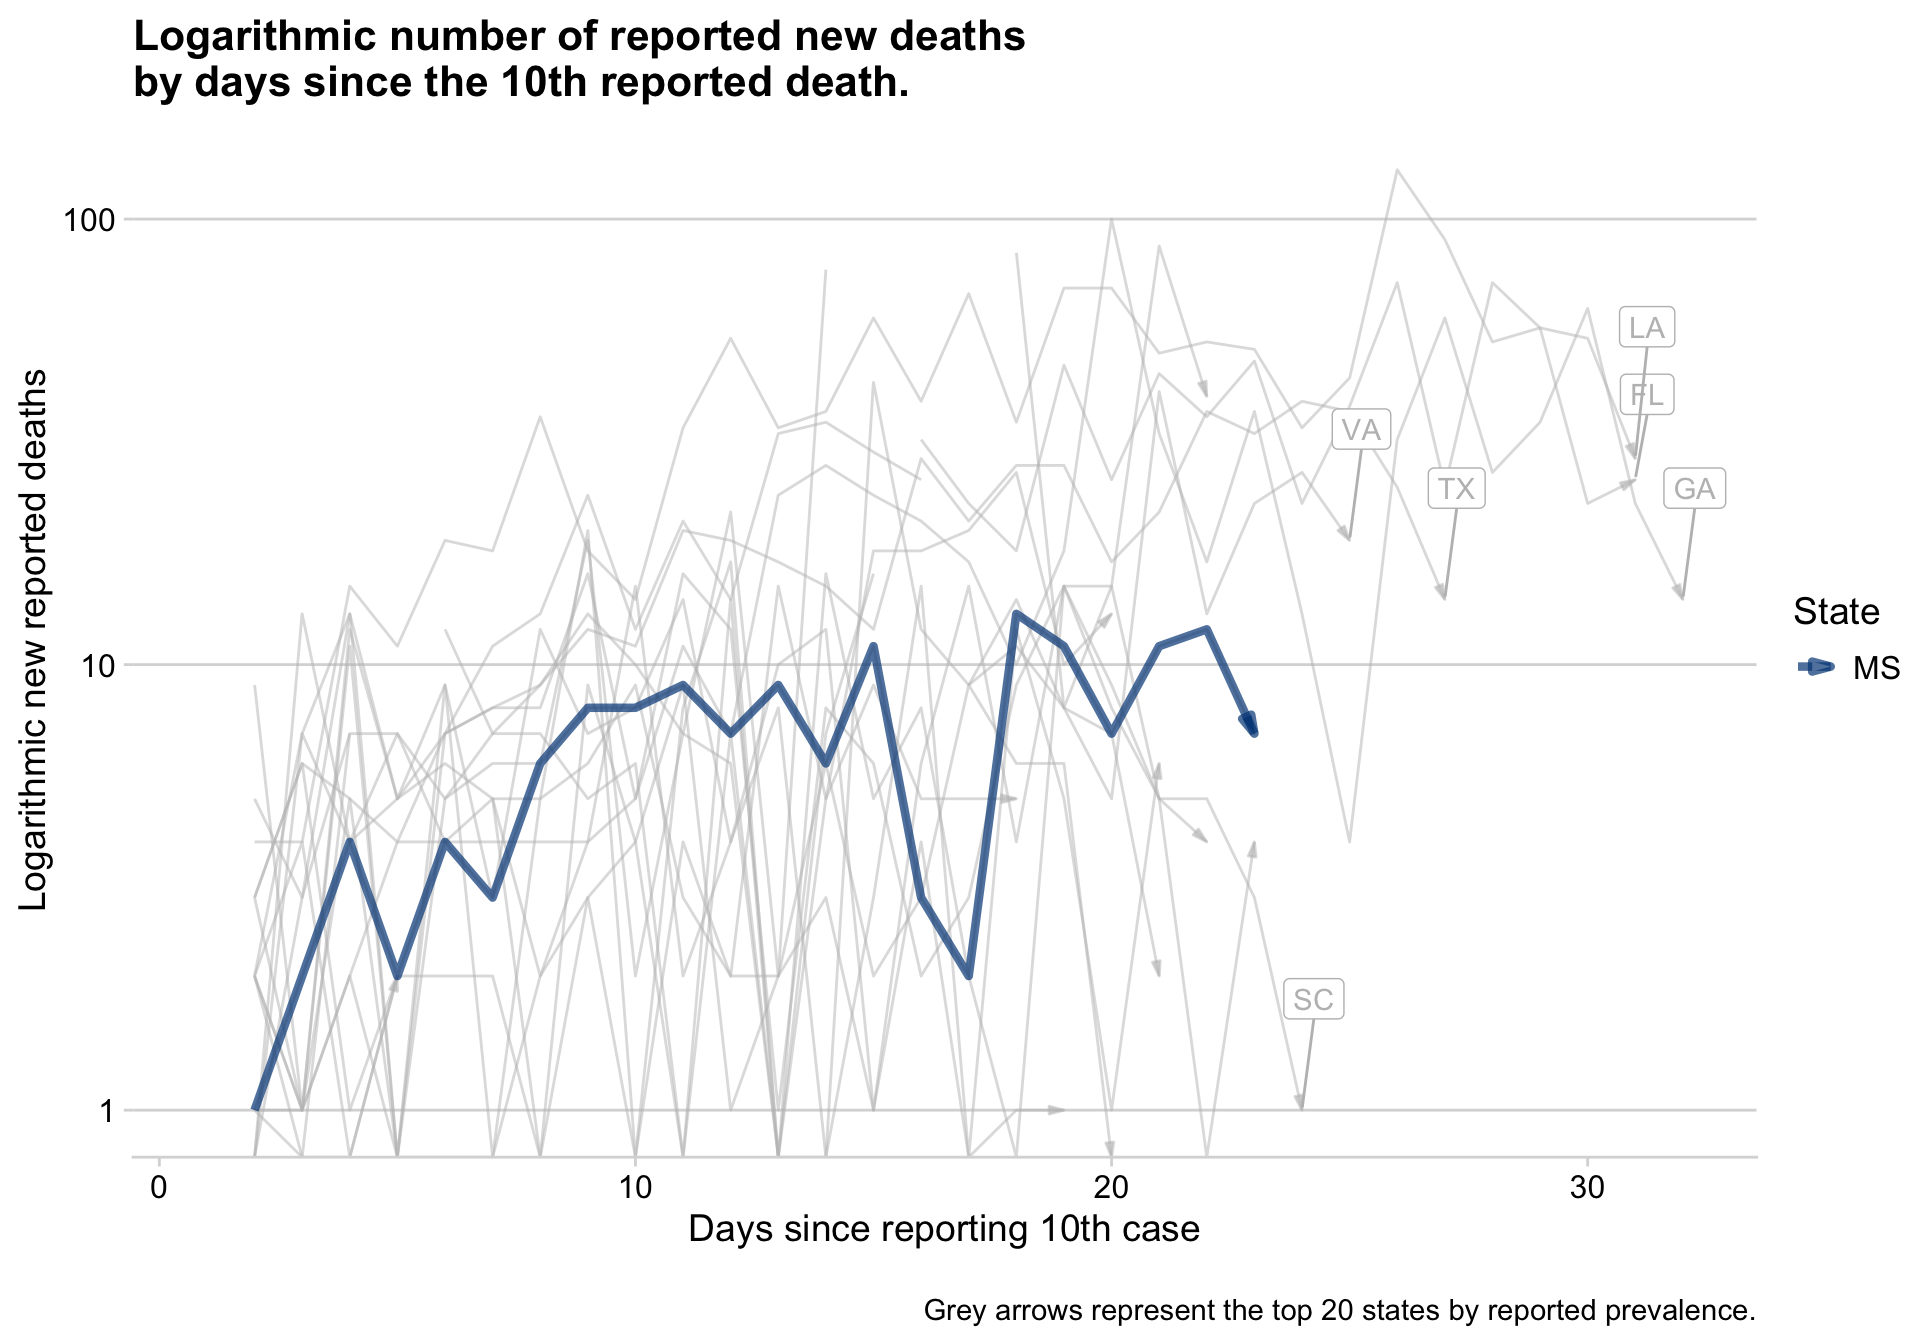 Logarithmic number of reported new deaths
by days since the 10th reported death.
Logarithmic new reported deaths
100
10
1
LA
FL
VA
TX
GA
SC
State
MS
0
10
20
30
Days since reporting 10th case
Grey arrows represent the top 20 states by reported prevalence.